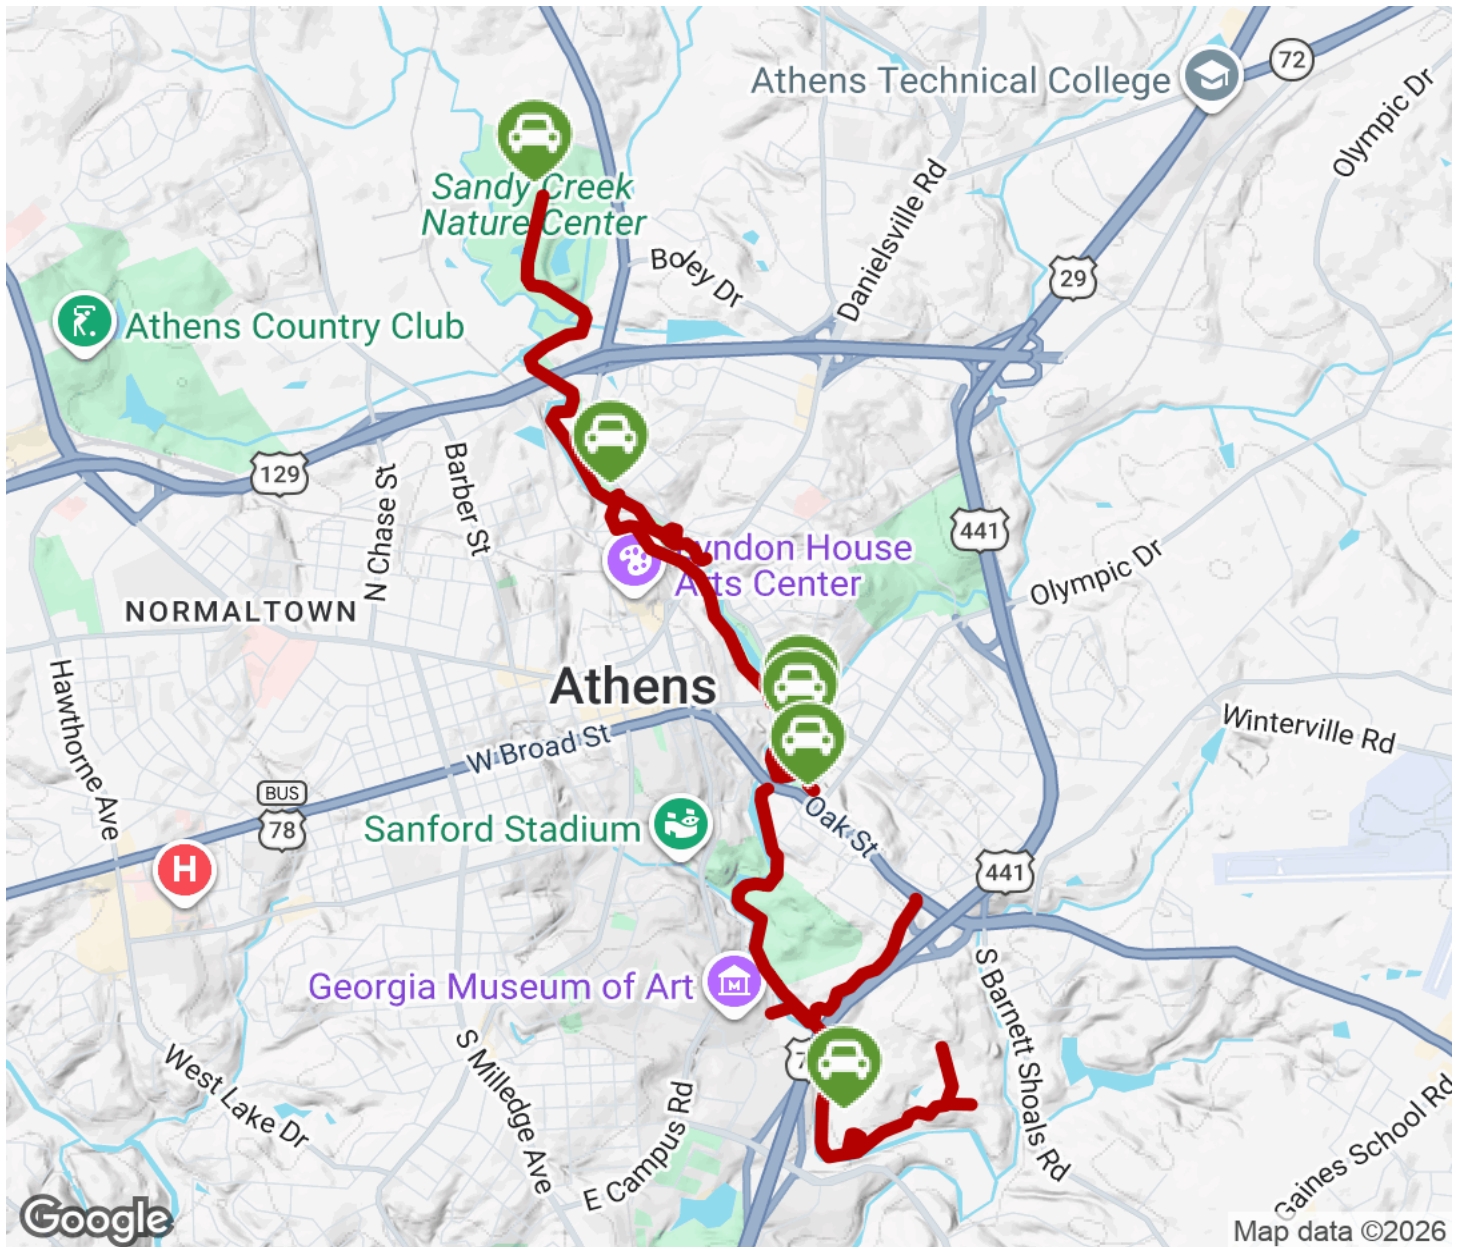 Athens Technical College
72
Olympic Dr
Sandy Creek
Nature Center
Boley Dr
Danielsville Rd
29
Athens Country Club
129
N Chase St
Barber St
441
Lyndon House
Arts Center
Olympic Dr
NORMALTOWN
Hawthorne Ave
Athens
W Broad St
Winterville Rd
BUS
78
Sanford Stadium
Oak St
H
441
Georgia Museum of Art
M
S Barnett Shoals Rd
S Milledge Ave
West Lake Dr
E Campus Rd
Gaines School Rd
Google
Map data ©2026